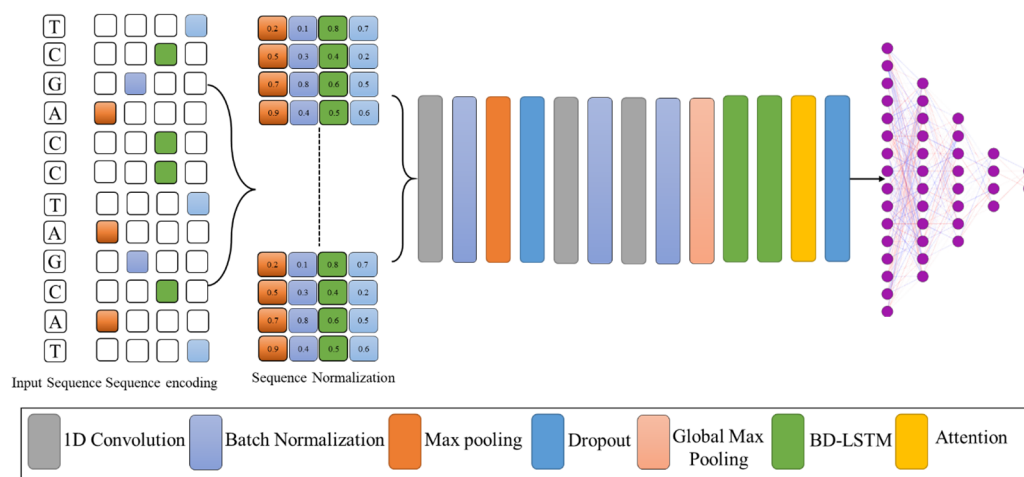 T
C
G
A
C
C
T
A
G
C
A
T
0.2 0.1 0.8 0.7
0.5 0.3 0.4 0.2
0.7 0.8 0.6 0.5
0.9 0.4 0.5 0.6
0.2 0.1 0.8 0.7
0.5 0.3 0.4 0.2
0.7 0.8 0.6 0.5
0.9 0.4 0.5 0.6
Input Sequence Sequence encoding
Sequence Normalization
1D Convolution
Batch Normalization
Max pooling
Dropout
Global Max
Pooling
BD-LSTM
Attention